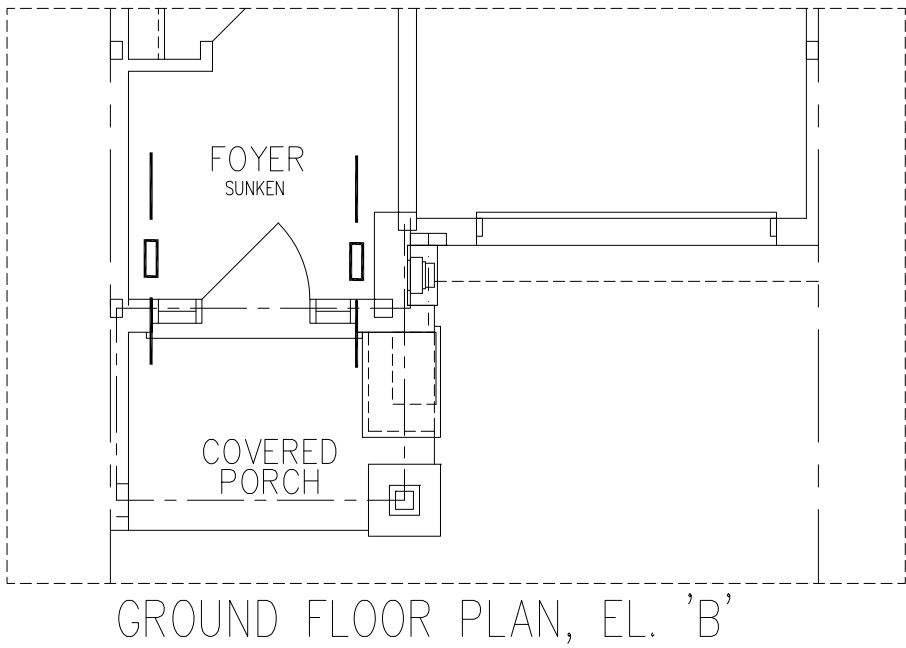 FOYER
SUNKEN
COVERED
PORCH
GROUND FLOOR PLAN, EL. 'B'